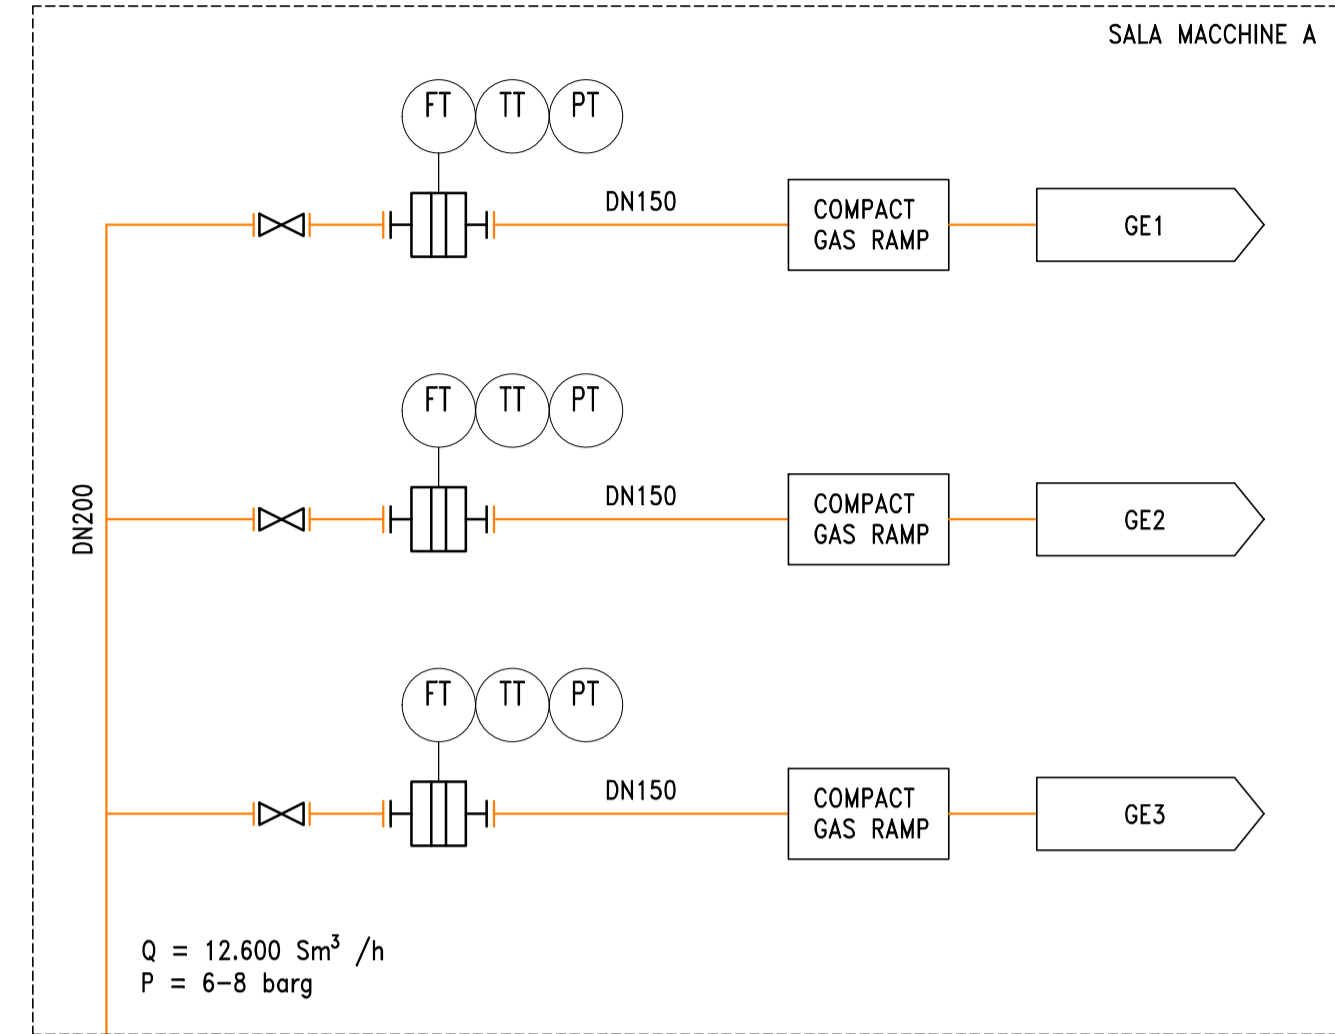 SALA MACCHINE A
FT TT PT
DN150
COMPACT
GAS RAMP
GE1
FT TT PT
DN150
COMPACT
GAS RAMP
GE2
DN200
FT TT PT
DN150
COMPACT
GAS RAMP
GE3
Q = 12.600 Sm³ /h
P = 6-8 barg